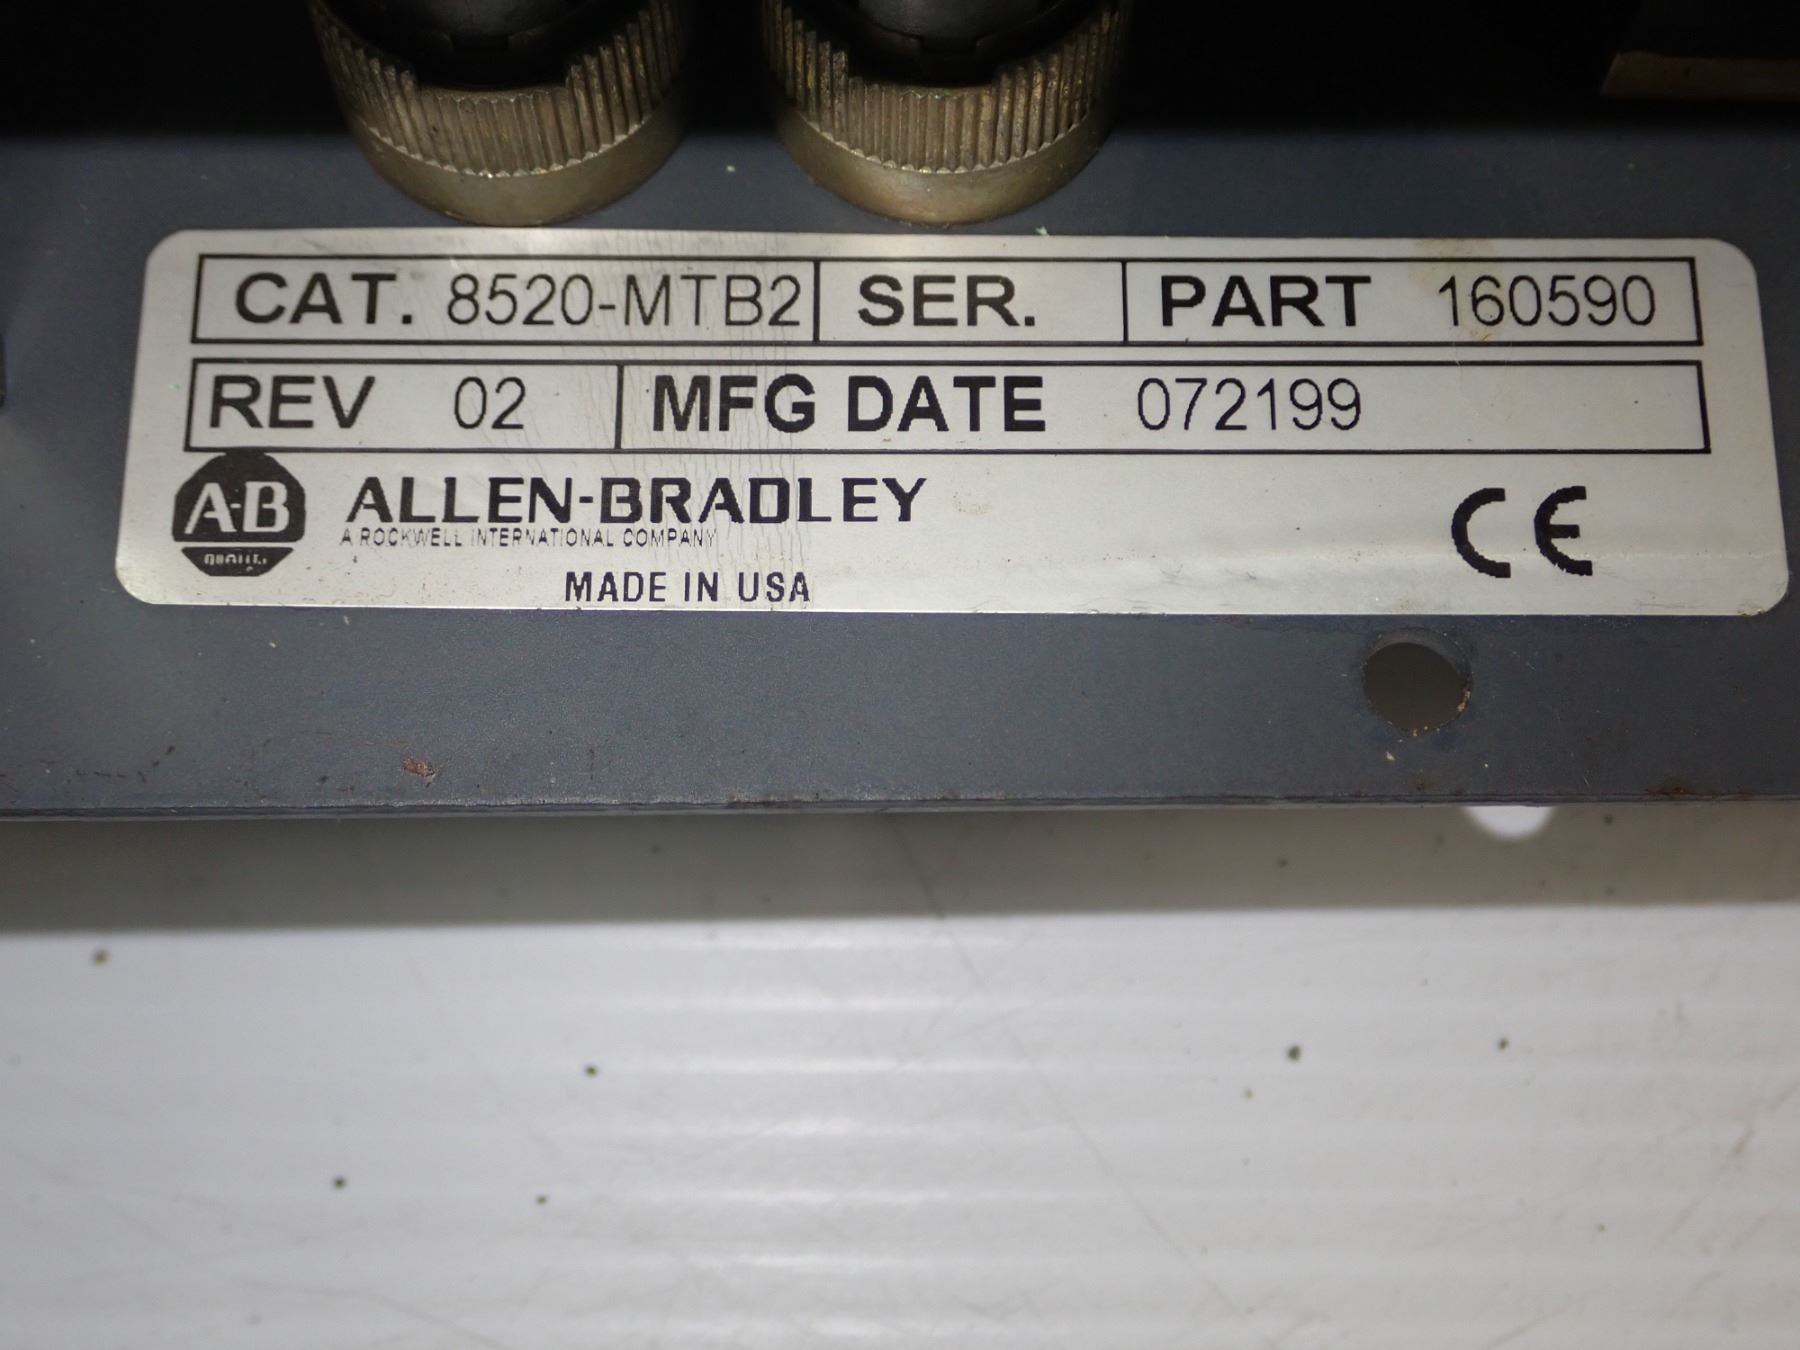 CAT. 8520-MTB2 SER. PART 160590
REV 02 MFG DATE 072199
A-B
QUALITY
ALLEN-BRADLEY
A ROCKWELL INTERNATIONAL COMPANY
MADE IN USA
CE